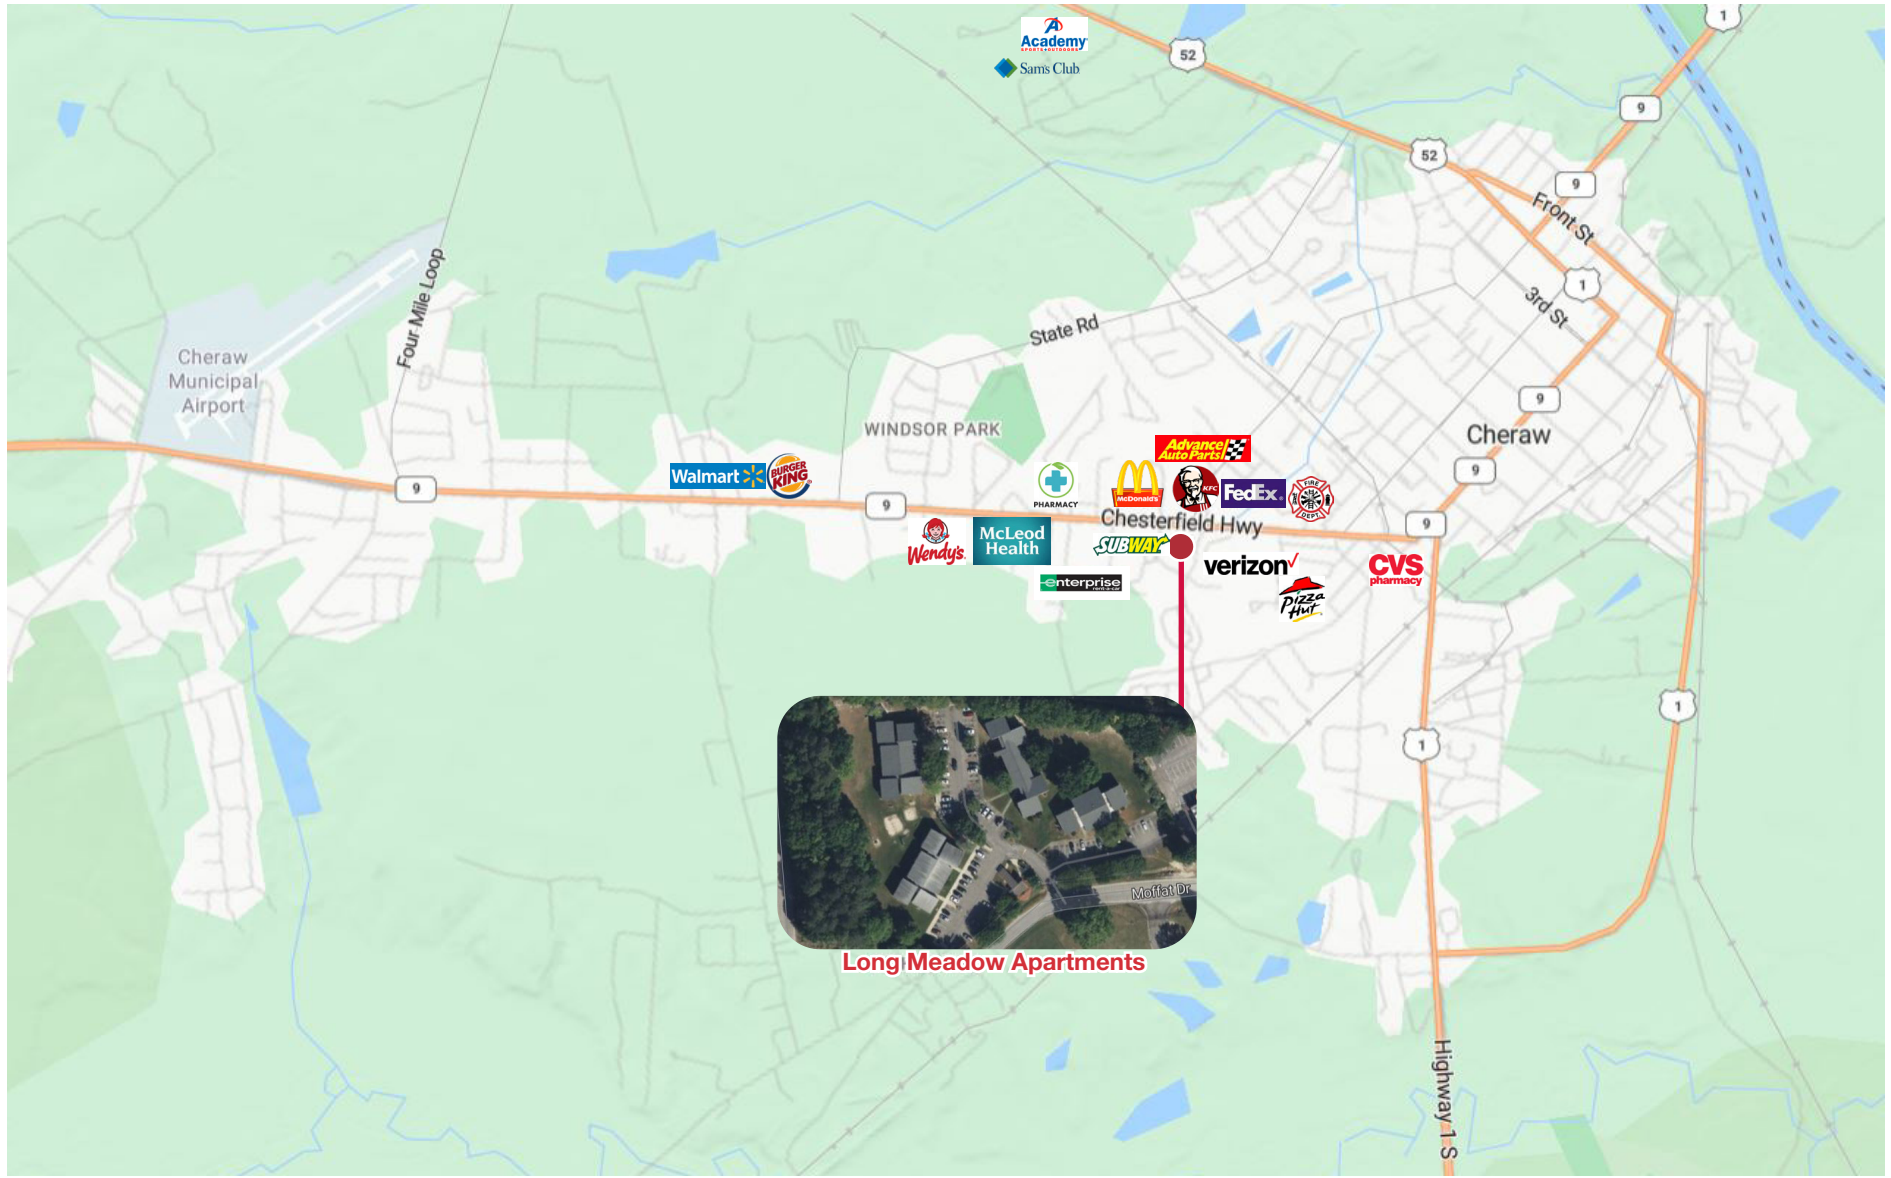 1
Academy
SPORTS+OUTDOORS
52
Sam's Club
9
52
9
Front St
Four Mile Loop
1
3rd St
State Rd
Cheraw
Municipal
Airport
9
WINDSOR PARK
Cheraw
Advance
Auto Parts
Walmart
BURGER
KING
9
9
9
PHARMACY
McDonald's
KFC
FedEx
FIRE
DEPT.
Chesterfield Hwy
9
Wendy's
McLeod
Health
SUBWAY
verizon
CVS
pharmacy
enterprise
rent-a-car
Pizza
Hut
1
1
Moffat Dr
Long Meadow Apartments
Highway 1 S